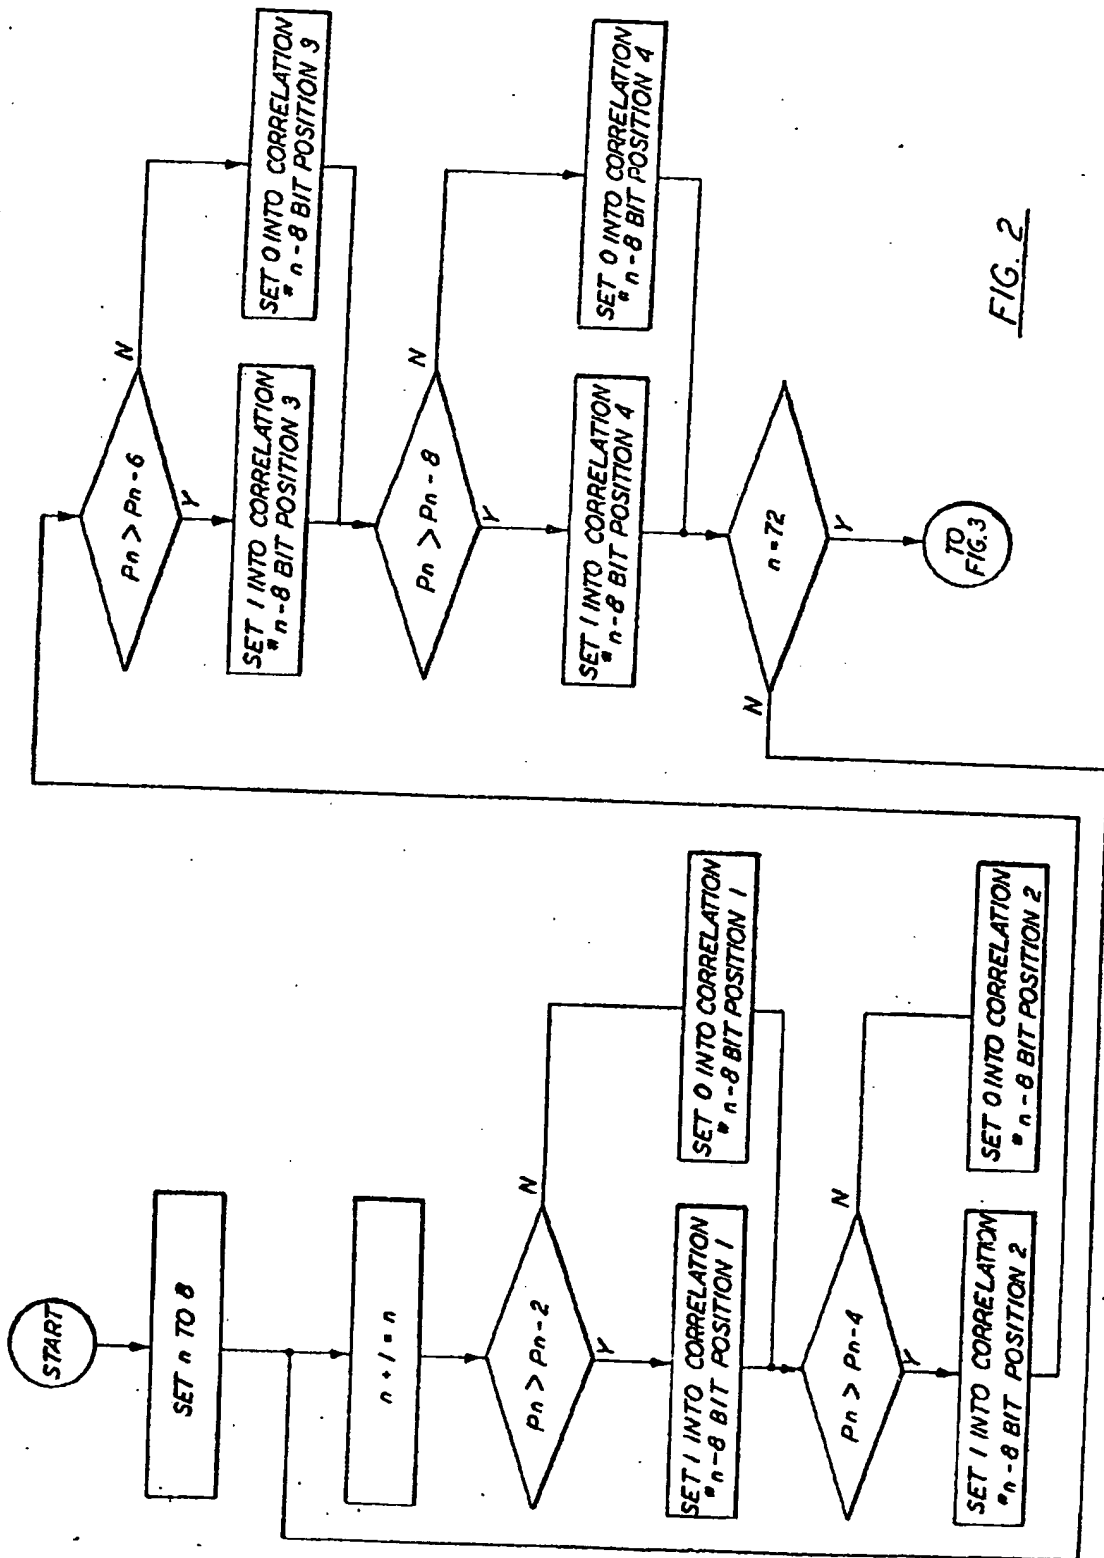 START
SET n TO 8
n + 1 = n
Pn > Pn-2
N
Y
SET 1 INTO CORRELATION
#n-8 BIT POSITION 1
SET 0 INTO CORRELATION
#n-8 BIT POSITION 1
Pn > Pn-4
N
Y
SET 1 INTO CORRELATION
#n-8 BIT POSITION 2
SET 0 INTO CORRELATION
#n-8 BIT POSITION 2
Pn > Pn-6
N
Y
SET 1 INTO CORRELATION
#n-8 BIT POSITION 3
SET 0 INTO CORRELATION
#n-8 BIT POSITION 3
Pn > Pn-8
N
Y
SET 1 INTO CORRELATION
#n-8 BIT POSITION 4
SET 0 INTO CORRELATION
#n-8 BIT POSITION 4
n=72
N
Y
TO
FIG.3
FIG. 2